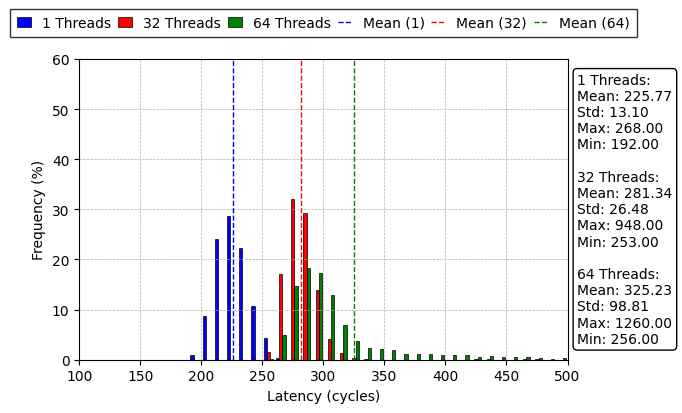 1 Threads 32 Threads 64 Threads Mean (1) Mean (32) Mean (64)
60
50
40
30
20
10
0
Frequency (%)
100 150 200 250 300 350 400 450 500
Latency (cycles)
1 Threads:
Mean: 225.77
Std: 13.10
Max: 268.00
Min: 192.00
32 Threads:
Mean: 281.34
Std: 26.48
Max: 948.00
Min: 253.00
64 Threads:
Mean: 325.23
Std: 98.81
Max: 1260.00
Min: 256.00